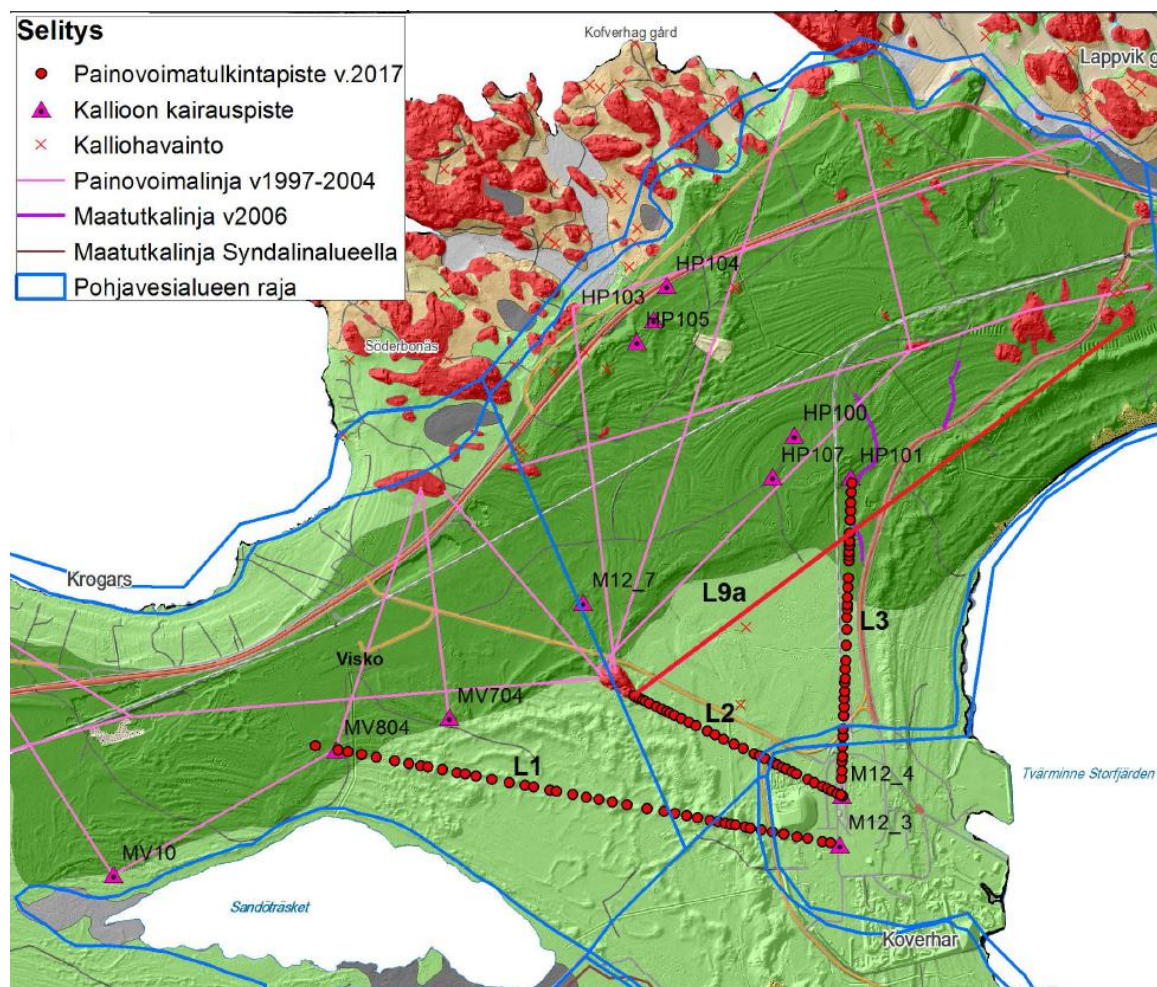 Selitys
Painovoimatulkintapiste v.2017
Kallioon kairauspiste
Kalliohavainto
Painovoimalinja v1997-2004
Maatutkalinja v2006
Maatutkalinja Syndalinalueella
Pohjavesialueen raja
Kofverhag gård
Lappvik g
HP104
HP103
HP105
Söderbonäs
HP100
HP107
HP101
Krogars
M12_7
L9a
L3
Visko
MV704
L2
MV804
L1
M12_4
Tvärminne Storfjärden
M12_3
MV10
Sandöträsket
Koverhar